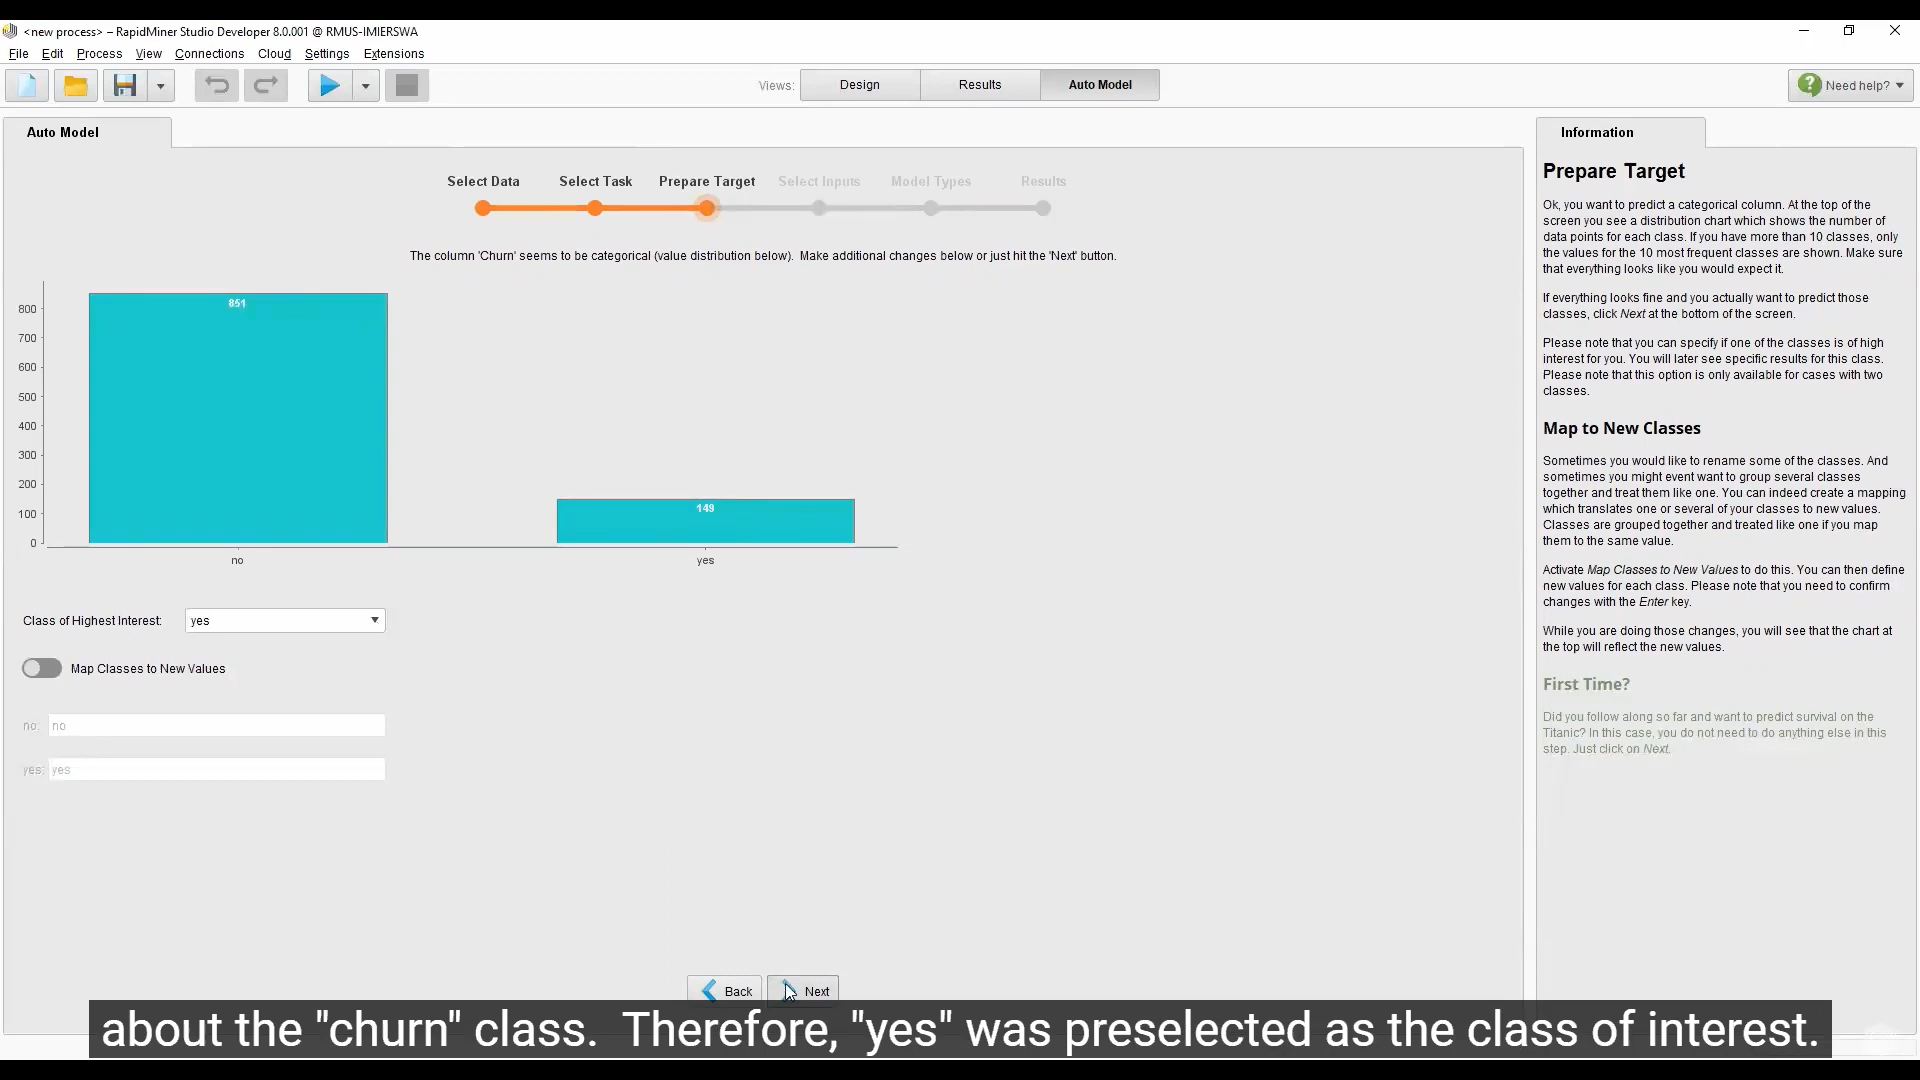 <new process> – RapidMiner Studio Developer 8.0.001 @ RMUS-IMIERSWA
File Edit Process View Connections Cloud Settings Extensions
Views: Design Results Auto Model Need help?
Auto Model
Select Data Select Task Prepare Target Select Inputs Model Types Results
The column 'Churn' seems to be categorical (value distribution below). Make additional changes below or just hit the 'Next' button.
851
800
700
600
500
400
300
200
149
100
0
no yes
Class of Highest Interest: yes
Map Classes to New Values
no: no
yes: yes
Back Next
Information
Prepare Target
Ok, you want to predict a categorical column. At the top of the
screen you see a distribution chart which shows the number of
data points for each class. If you have more than 10 classes, only
the values for the 10 most frequent classes are shown. Make sure
that everything looks like you would expect it.
If everything looks fine and you actually want to predict those
classes, click Next at the bottom of the screen.
Please note that you can specify if one of the classes is of high
interest for you. You will later see specific results for this class.
Please note that this option is only available for cases with two
classes.
Map to New Classes
Sometimes you would like to rename some of the classes. And
sometimes you might event want to group several classes
together and treat them like one. You can indeed create a mapping
which translates one or several of your classes to new values.
Classes are grouped together and treated like one if you map
them to the same value.
Activate Map Classes to New Values to do this. You can then define
new values for each class. Please note that you need to confirm
changes with the Enter key.
While you are doing those changes, you will see that the chart at
the top will reflect the new values.
First Time?
Did you follow along so far and want to predict survival on the
Titanic? In this case, you do not need to do anything else in this
step. Just click on Next.
about the "churn" class. Therefore, "yes" was preselected as the class of interest.